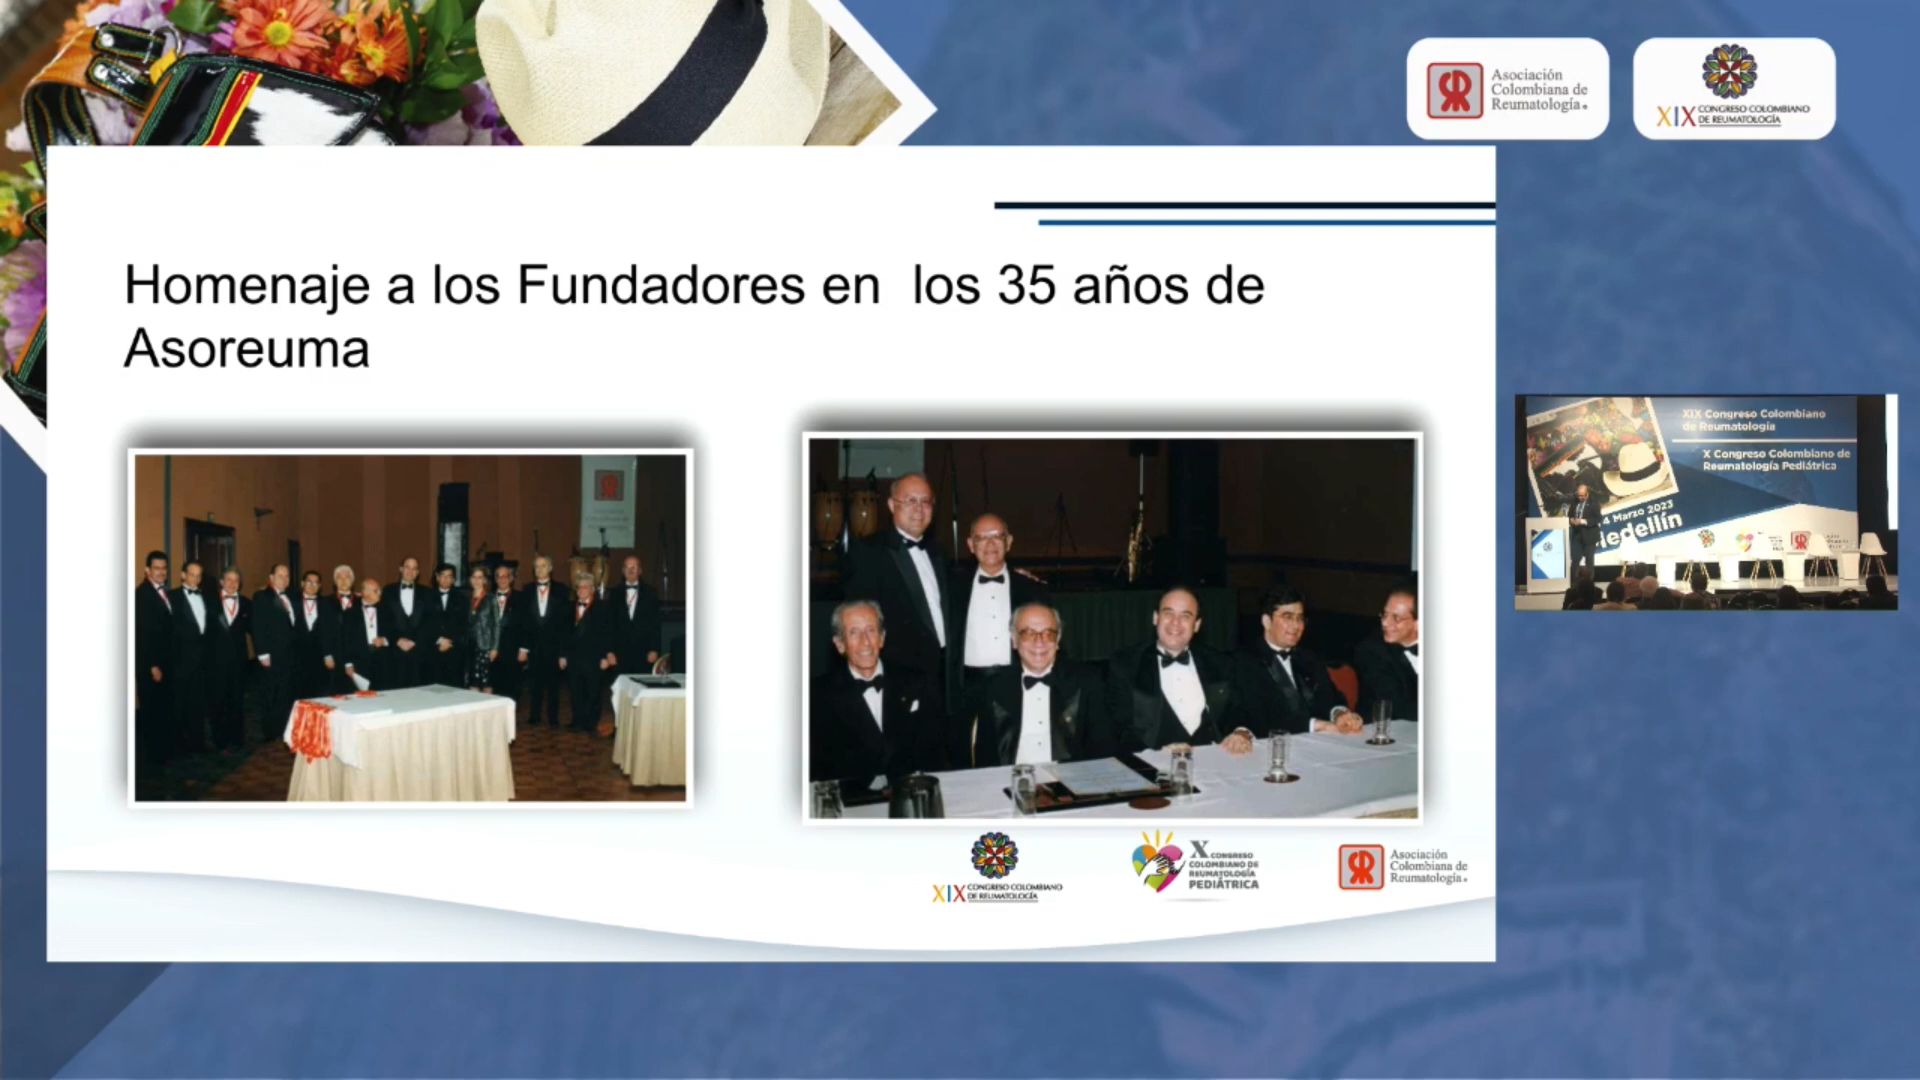 Asociación
Colombiana de
Reumatología.
XIX CONGRESO COLOMBIANO
DE REUMATOLOGÍA
Homenaje a los Fundadores en  los 35 años de
Asoreuma
XIX Congreso Colombiano
de Reumatología
X Congreso Colombiano de
Reumatología Pediátrica
4 Marzo 2023
edellín
XIX CONGRESO COLOMBIANO
DE REUMATOLOGÍA
X CONGRESO
COLOMBIANO DE
REUMATOLOGÍA
PEDIÁTRICA
Asociación
Colombiana de
Reumatología.